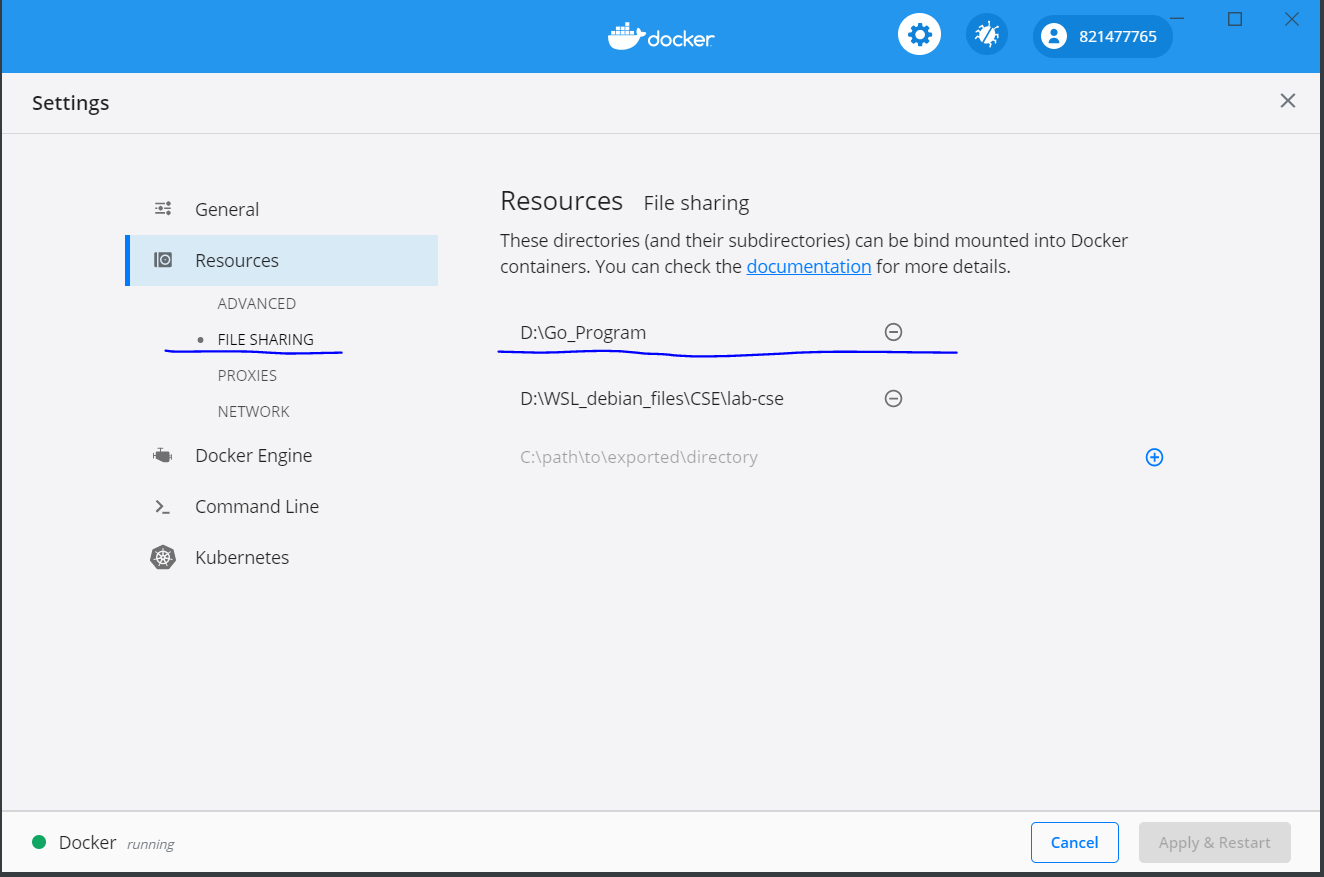 docker
821477765
Settings
General
Resources
ADVANCED
FILE SHARING
PROXIES
NETWORK
Docker Engine
Command Line
Kubernetes
Resources File sharing
These directories (and their subdirectories) can be bind mounted into Docker
containers. You can check the documentation for more details.
D:\Go_Program
D:\WSL_debian_files\CSE\lab-cse
C:\path\to\exported\directory
Docker running
Cancel
Apply & Restart